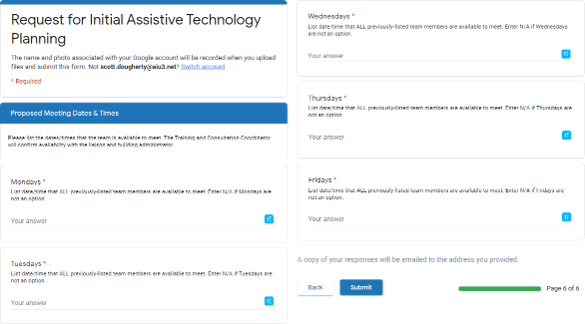 Request for Initial Assistive Technology
Planning
The name and photo associated with your Google account will be recorded when you upload
files and submit this form. Not scott.dougherty@aiu3.net? Switch account
* Required
Proposed Meeting Dates & Times
Please list the dates/times that the team is available to meet. The Training and Consultation Coordinator
will confirm availability with the liaison and building administrator.
Mondays *
List date/time that ALL previously-listed team members are available to meet. Enter N/A if Mondays are
not an option.
Your answer
Tuesdays *
List date/time that ALL previously-listed team members are available to meet. Enter N/A if Tuesdays are
not an option.
Your answer
Wednesdays *
List date/time that ALL previously-listed team members are available to meet. Enter N/A if Wednesdays
are not an option.
Your answer
Thursdays *
List date/time that ALL previously-listed team members are available to meet. Enter N/A if Thursdays are
not an option.
Your answer
Fridays *
List date/time that ALL previously-listed team members are available to meet. Enter N/A if Fridays are
not an option.
Your answer
A copy of your responses will be emailed to the address you provided.
Back
Submit
Page 6 of 6